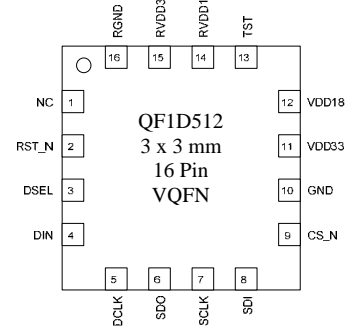 RGND RVDD3 RVDD1 TST
16 15 14 13
NC 1
RST_N 2
DSEL 3
DIN 4
QF1D512
3 x 3 mm
16 Pin
VQFN
12 VDD18
11 VDD33
10 GND
9 CS_N
5 6 7 8
DCLK SDO SCLK SDI